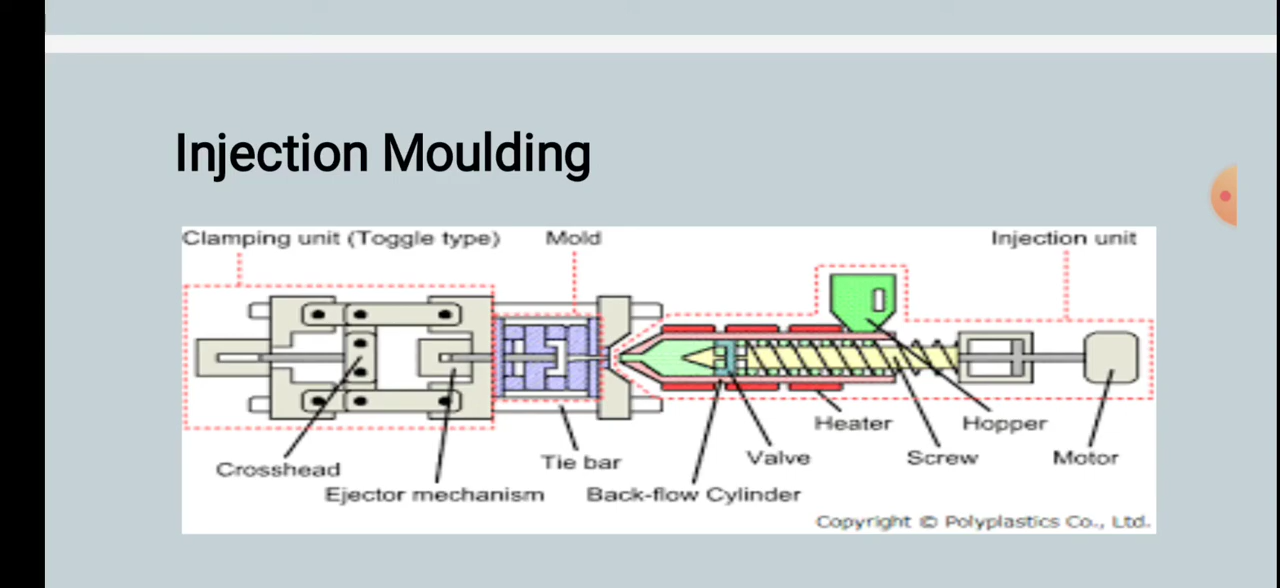 Injection Moulding
Clamping unit (Toggle type)
Mold
Injection unit
Heater
Hopper
Crosshead
Tie bar
Valve
Screw
Motor
Ejector mechanism
Back-flow Cylinder
Copyright © Polyplastics Co., Ltd.